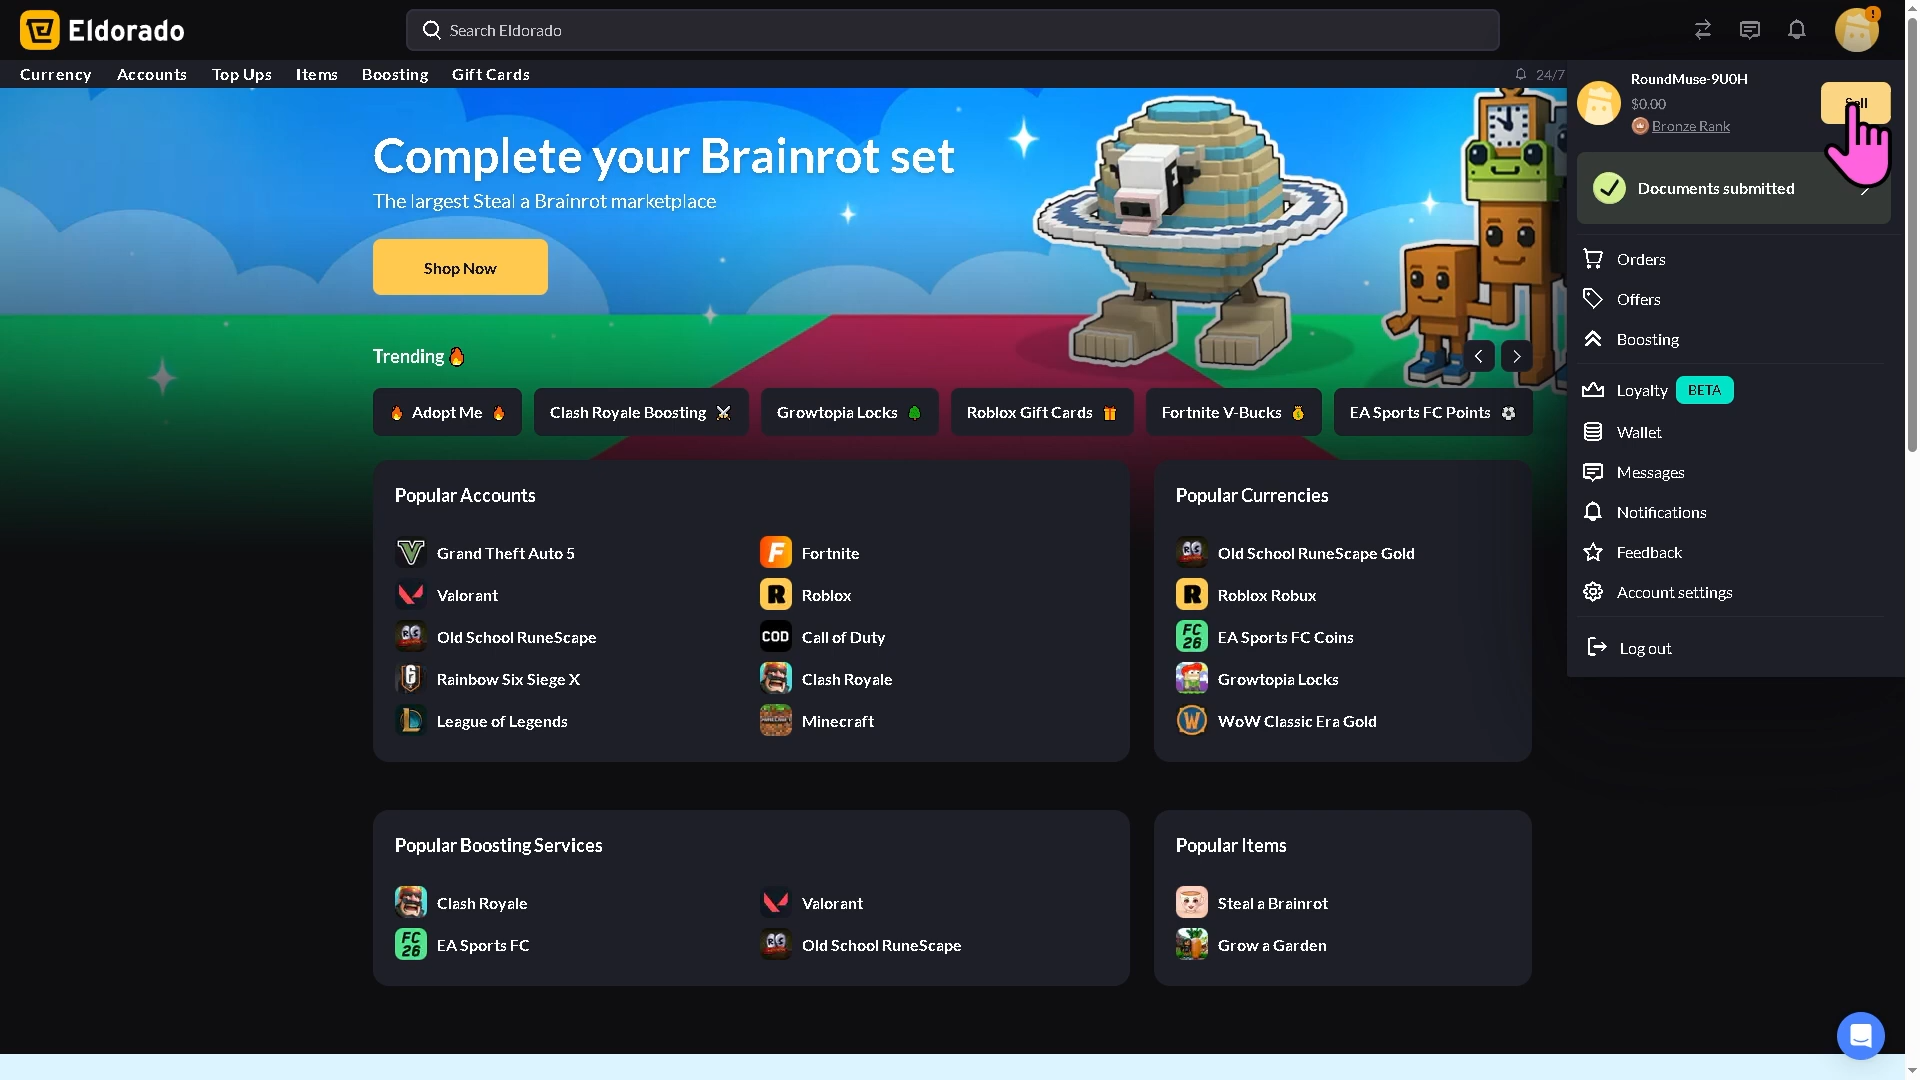 Eldorado
Search Eldorado
Currency
Accounts
Top Ups
Items
Boosting
Gift Cards
24/7
RoundMuse-9U0H
$0.00
Bronze Rank
Documents submitted
Orders
Offers
Boosting
Loyalty BETA
Wallet
Messages
Notifications
Feedback
Account settings
Log out
Complete your Brainrot set
The largest Steal a Brainrot marketplace
Shop Now
Trending
Adopt Me
Clash Royale Boosting
Growtopia Locks
Roblox Gift Cards
Fortnite V-Bucks
EA Sports FC Points
Popular Accounts
Grand Theft Auto 5
Valorant
Old School RuneScape
Rainbow Six Siege X
League of Legends
Fortnite
Roblox
COD Call of Duty
Clash Royale
Minecraft
Popular Currencies
Old School RuneScape Gold
Roblox Robux
FC 26 EA Sports FC Coins
Growtopia Locks
WoW Classic Era Gold
Popular Boosting Services
Clash Royale
FC 26 EA Sports FC
Valorant
Old School RuneScape
Popular Items
Steal a Brainrot
Grow a Garden